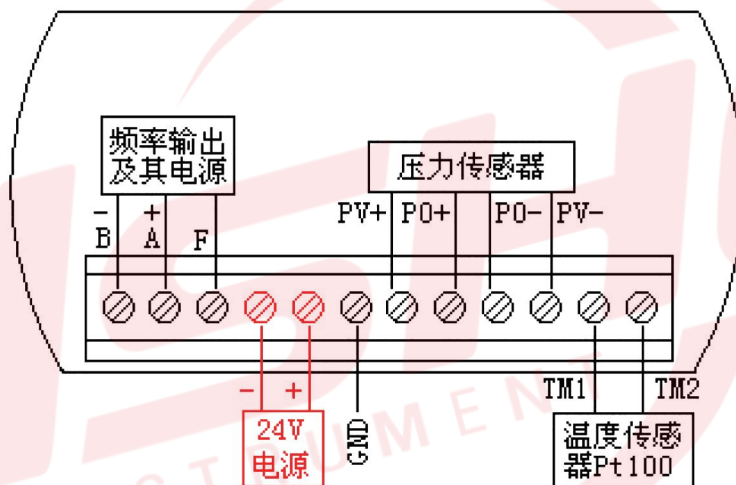 频率输出
及其电源
压力传感器
- + PV+ PO+ PO- PV-
B A F
- + TM1 TM2
24V
电源
GND
温度传感
器Pt100
INSTRUMENT